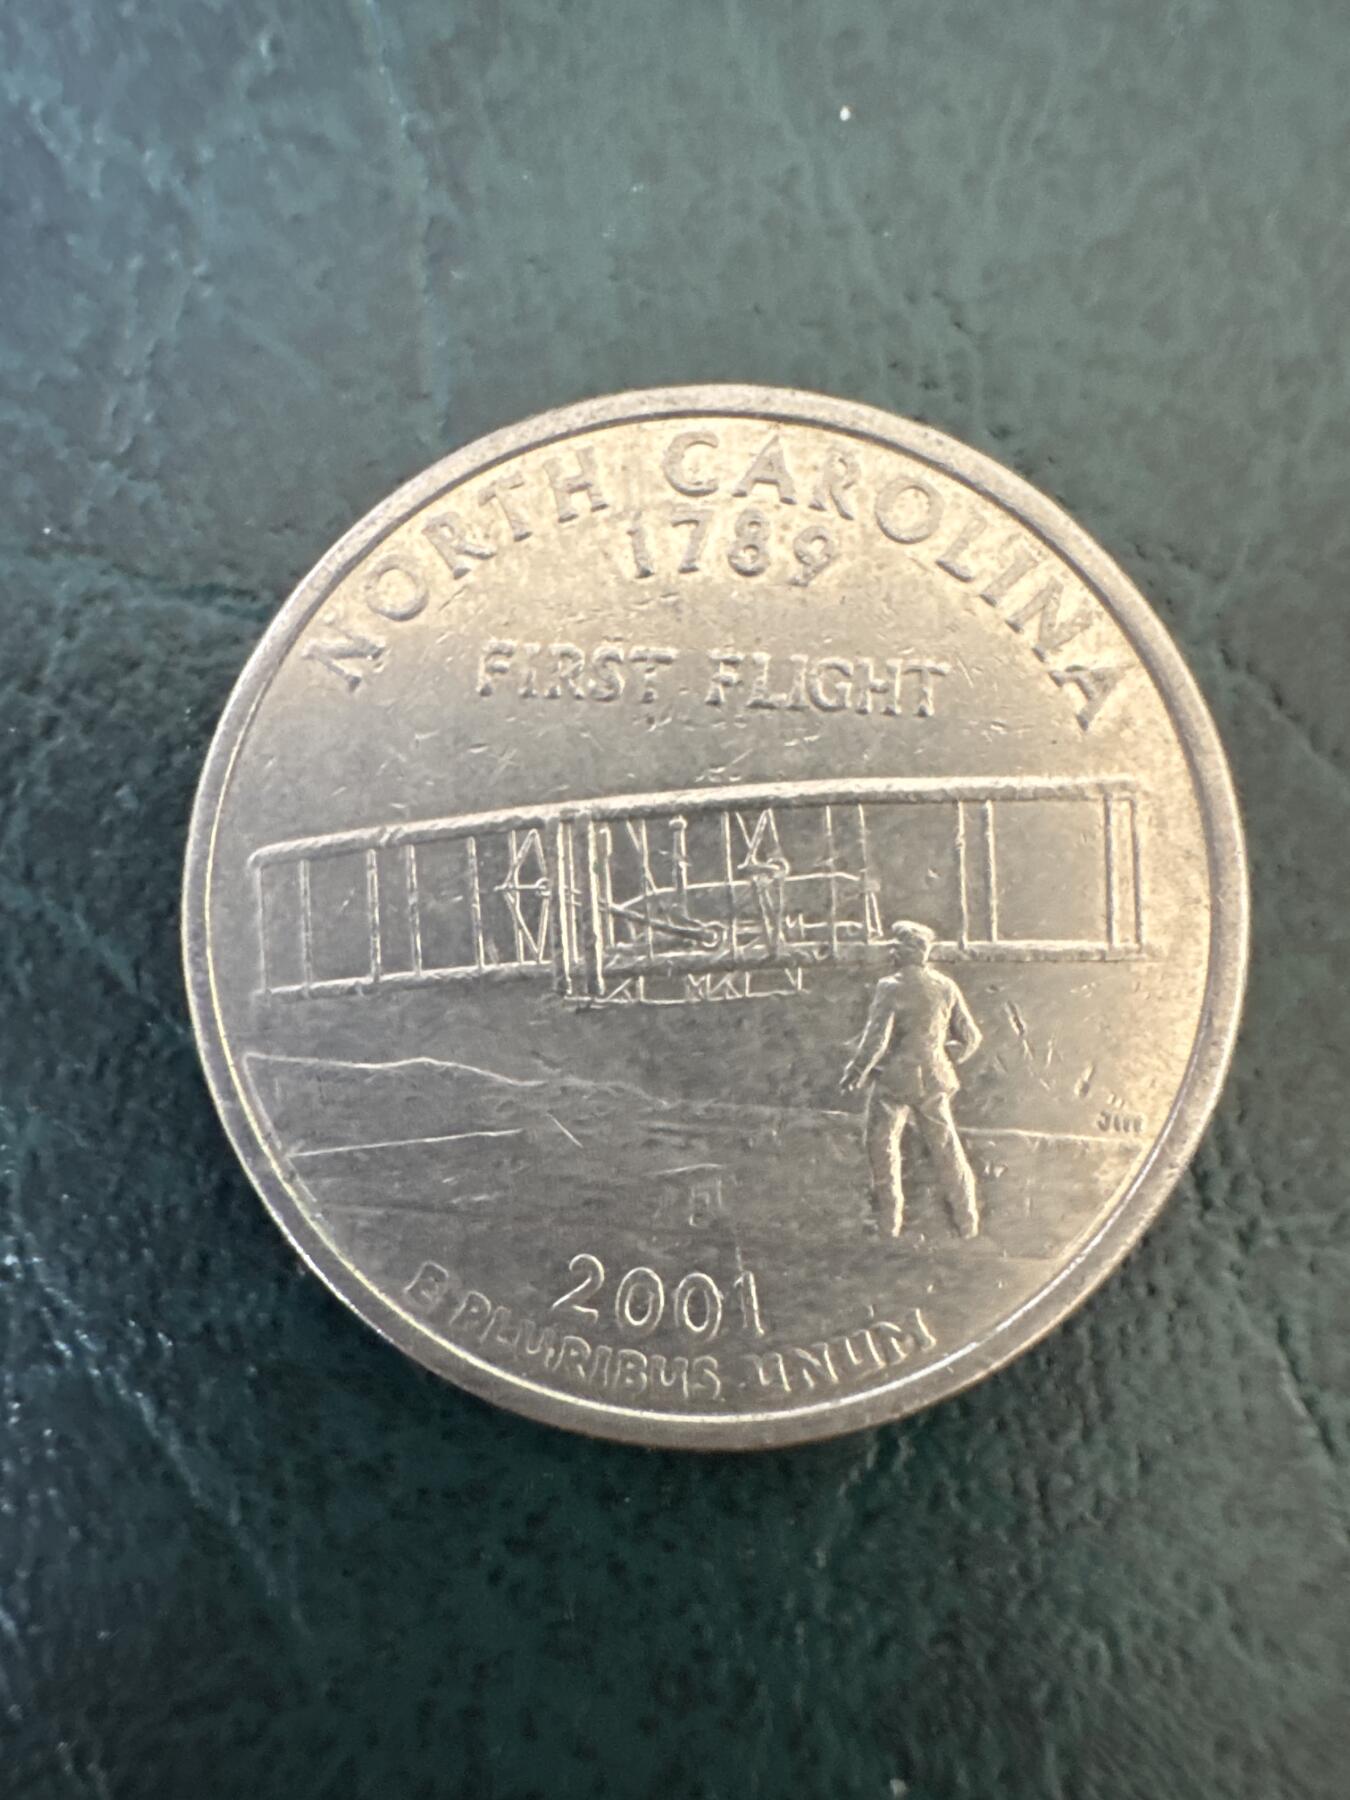 NORTH CAROLINA
1789
FIRST FLIGHT
2001
E PLURIBUS UNUM